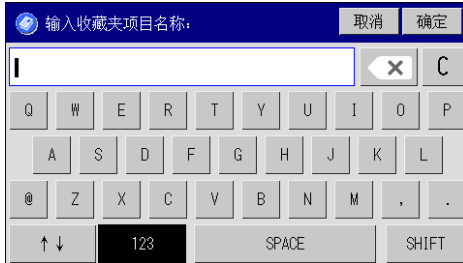 输入收藏夹项目名称： 取消 确定
C
Q W E R T Y U I O P
A S D F G H J K L
@ Z X C V B N M , .
↑↓ 123 SPACE SHIFT